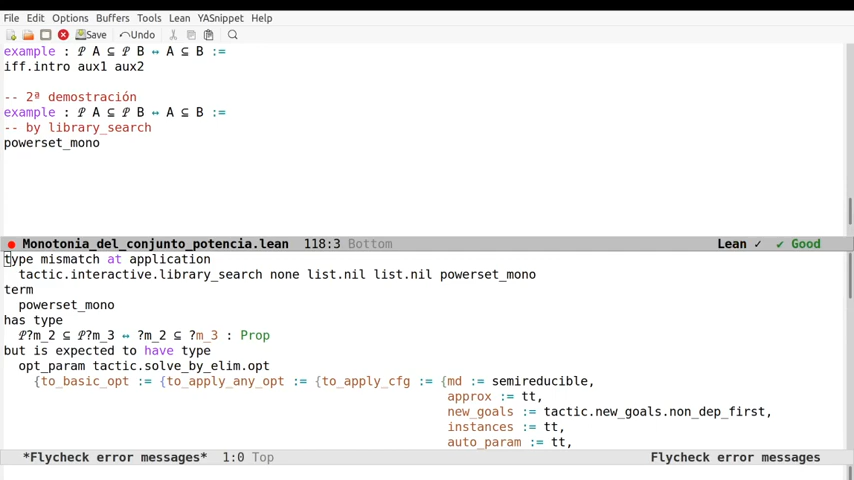 File Edit Options Buffers Tools Lean YASnippet Help
Save Undo
example : 𝒫 A ⊆ 𝒫 B ↔ A ⊆ B :=
iff.intro aux1 aux2
-- 2ª demostración
example : 𝒫 A ⊆ 𝒫 B ↔ A ⊆ B :=
-- by library_search
powerset_mono
Monotonia_del_conjunto_potencia.lean 118:3 Bottom Lean ✓ ✔ Good
type mismatch at application
tactic.interactive.library_search none list.nil list.nil powerset_mono
term
powerset_mono
has type
𝒫?m_2 ⊆ 𝒫?m_3 ↔ ?m_2 ⊆ ?m_3 : Prop
but is expected to have type
opt_param tactic.solve_by_elim.opt
{to_basic_opt := {to_apply_any_opt := {to_apply_cfg := {md := semireducible,
approx := tt,
new_goals := tactic.new_goals.non_dep_first,
instances := tt,
auto_param := tt,
*Flycheck error messages* 1:0 Top Flycheck error messages